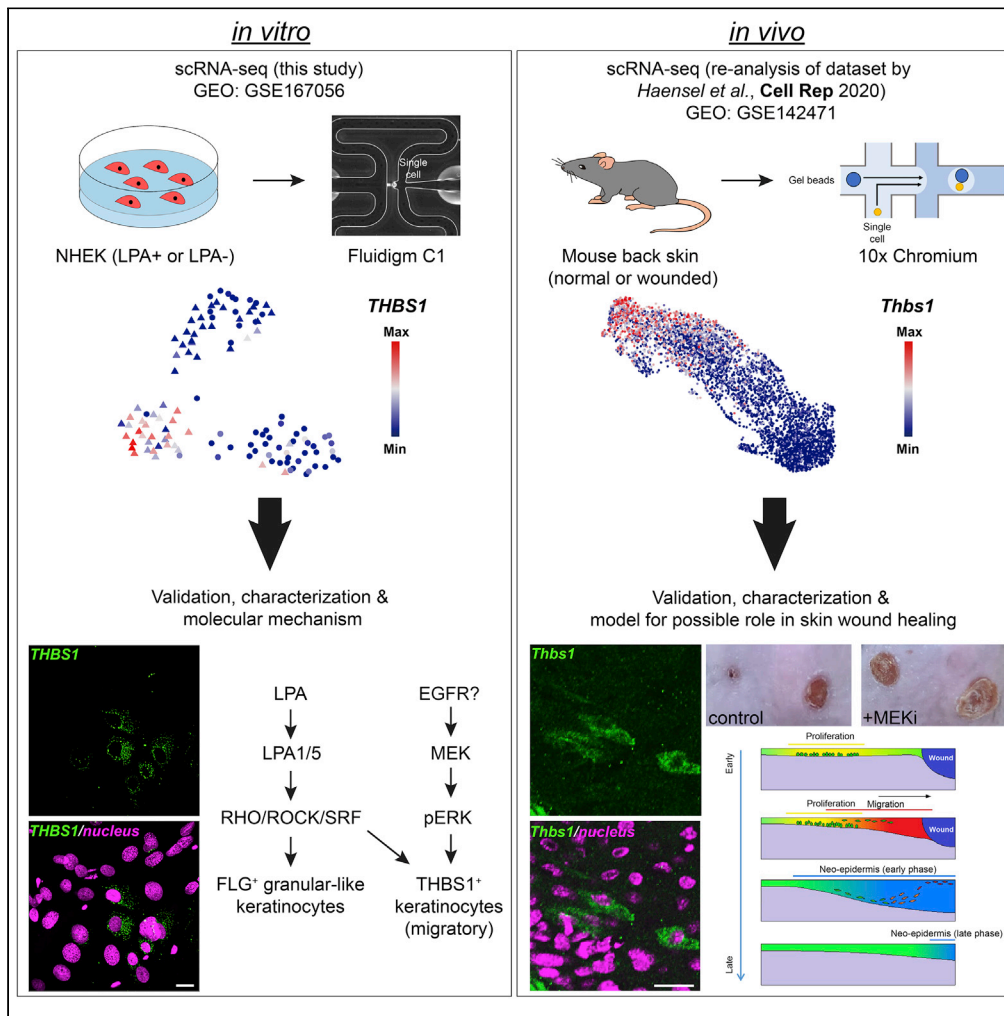 in vitro
scRNA-seq (this study)
GEO: GSE167056
Single
cell
NHEK (LPA+ or LPA-)
Fluidigm C1
THBS1
Max
Min
Validation, characterization &
molecular mechanism
THBS1
THBS1/nucleus
LPA
LPA1/5
RHO/ROCK/SRF
FLG+ granular-like
keratinocytes
EGFR?
MEK
pERK
THBS1+
keratinocytes
(migratory)
in vivo
scRNA-seq (re-analysis of dataset by
Haensel et al., Cell Rep 2020)
GEO: GSE142471
Gel beads
Single
cell
Mouse back skin
(normal or wounded)
10x Chromium
Thbs1
Max
Min
Validation, characterization &
model for possible role in skin wound healing
Thbs1
Thbs1/nucleus
control
+MEKi
Early
Late
Proliferation
Wound
Proliferation
Migration
Wound
Neo-epidermis (early phase)
Neo-epidermis (late phase)